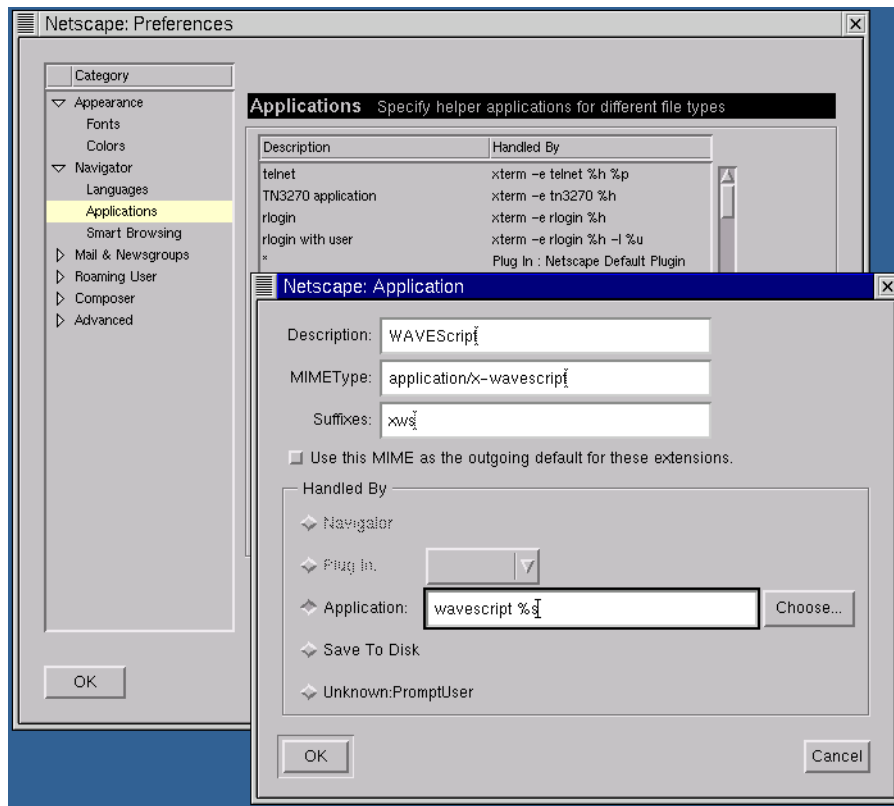 Netscape: Preferences
Category
Appearance
Fonts
Colors
Navigator
Languages
Applications
Smart Browsing
Mail & Newsgroups
Roaming User
Composer
Advanced
Applications Specify helper applications for different file types
Description Handled By
telnet xterm -e telnet %h %p
TN3270 application xterm -e tn3270 %h
rlogin xterm -e rlogin %h
rlogin with user xterm -e rlogin %h -l %u
* Plug In : Netscape Default Plugin
OK
Netscape: Application
Description: WAVEScript
MIMEType: application/x-wavescript
Suffixes: xws
Use this MIME as the outgoing default for these extensions.
Handled By
Navigator
Plug In:
Application: wavescript %s Choose...
Save To Disk
Unknown:PromptUser
OK Cancel